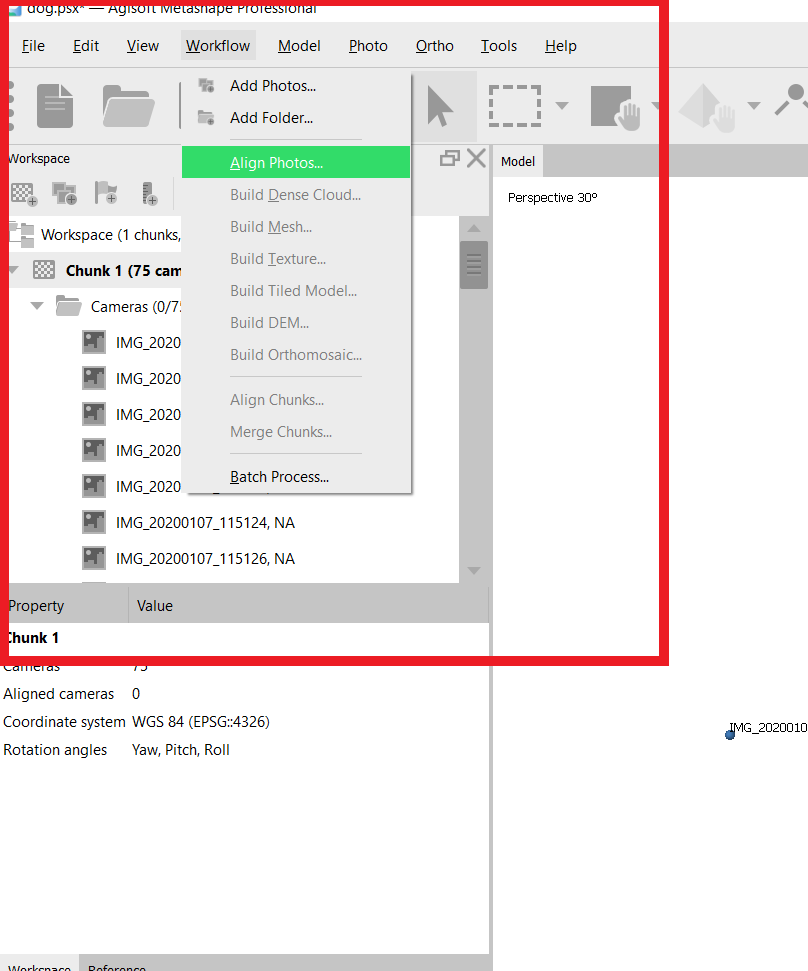 dog.psx* — Agisoft Metashape Professional
File Edit View Workflow Model Photo Ortho Tools Help
Add Photos...
Add Folder...
Workspace
Align Photos...
Model
Build Dense Cloud...
Perspective 30°
Build Mesh...
Workspace (1 chunks,
Build Texture...
Chunk 1 (75 cam
Build Tiled Model...
Cameras (0/75
Build DEM...
IMG_2020
Build Orthomosaic...
IMG_2020
Align Chunks...
IMG_2020
Merge Chunks...
IMG_2020
Batch Process...
IMG_2020
IMG_20200107_115124, NA
IMG_20200107_115126, NA
Property Value
Chunk 1
Cameras 75
Aligned cameras 0
Coordinate system WGS 84 (EPSG::4326)
IMG_2020010
Rotation angles Yaw, Pitch, Roll
Workspace Reference